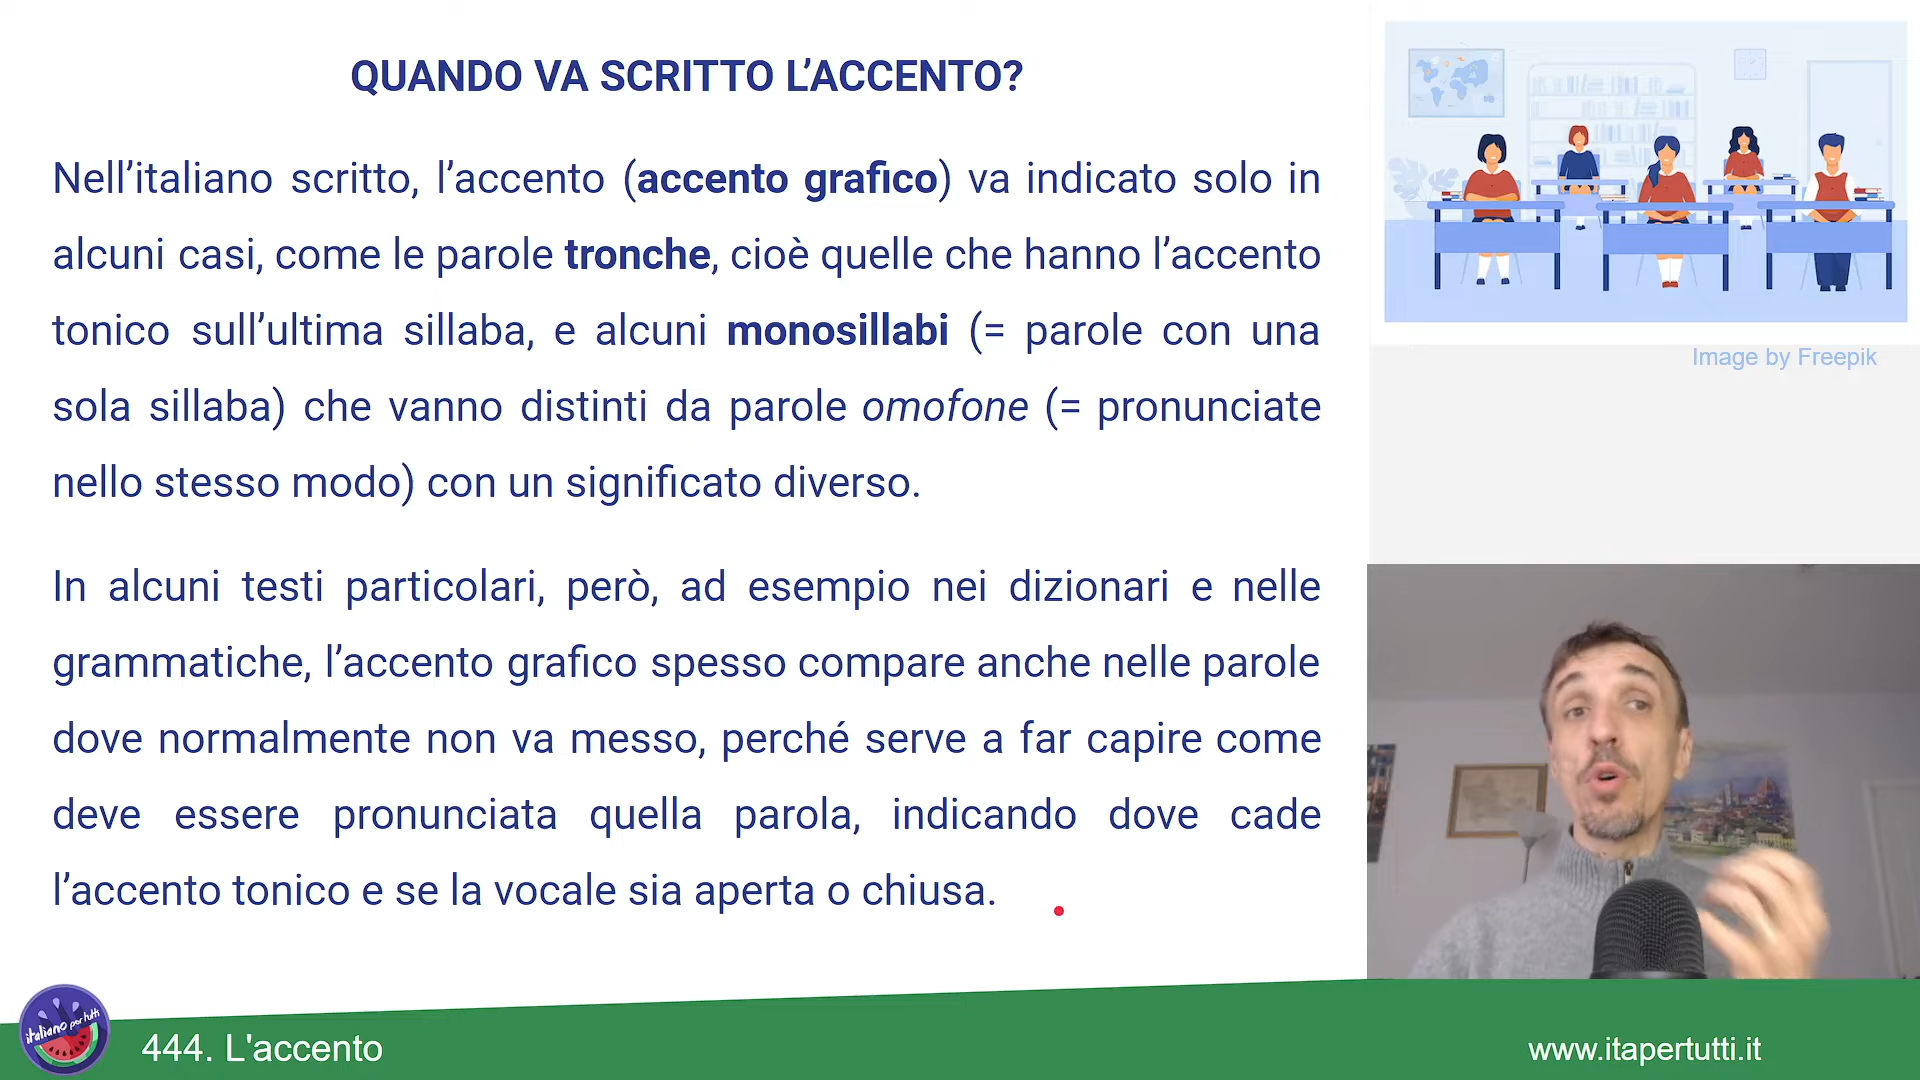 QUANDO VA SCRITTO L’ACCENTO?
Nell’italiano scritto, l’accento (accento grafico) va indicato solo in
alcuni casi, come le parole tronche, cioè quelle che hanno l’accento
tonico sull’ultima sillaba, e alcuni monosillabi (= parole con una
sola sillaba) che vanno distinti da parole omofone (= pronunciate
nello stesso modo) con un significato diverso.
In alcuni testi particolari, però, ad esempio nei dizionari e nelle
grammatiche, l’accento grafico spesso compare anche nelle parole
dove normalmente non va messo, perché serve a far capire come
deve essere pronunciata quella parola, indicando dove cade
l’accento tonico e se la vocale sia aperta o chiusa.
Image by Freepik
italiano per tutti
444. L'accento
www.itapertutti.it